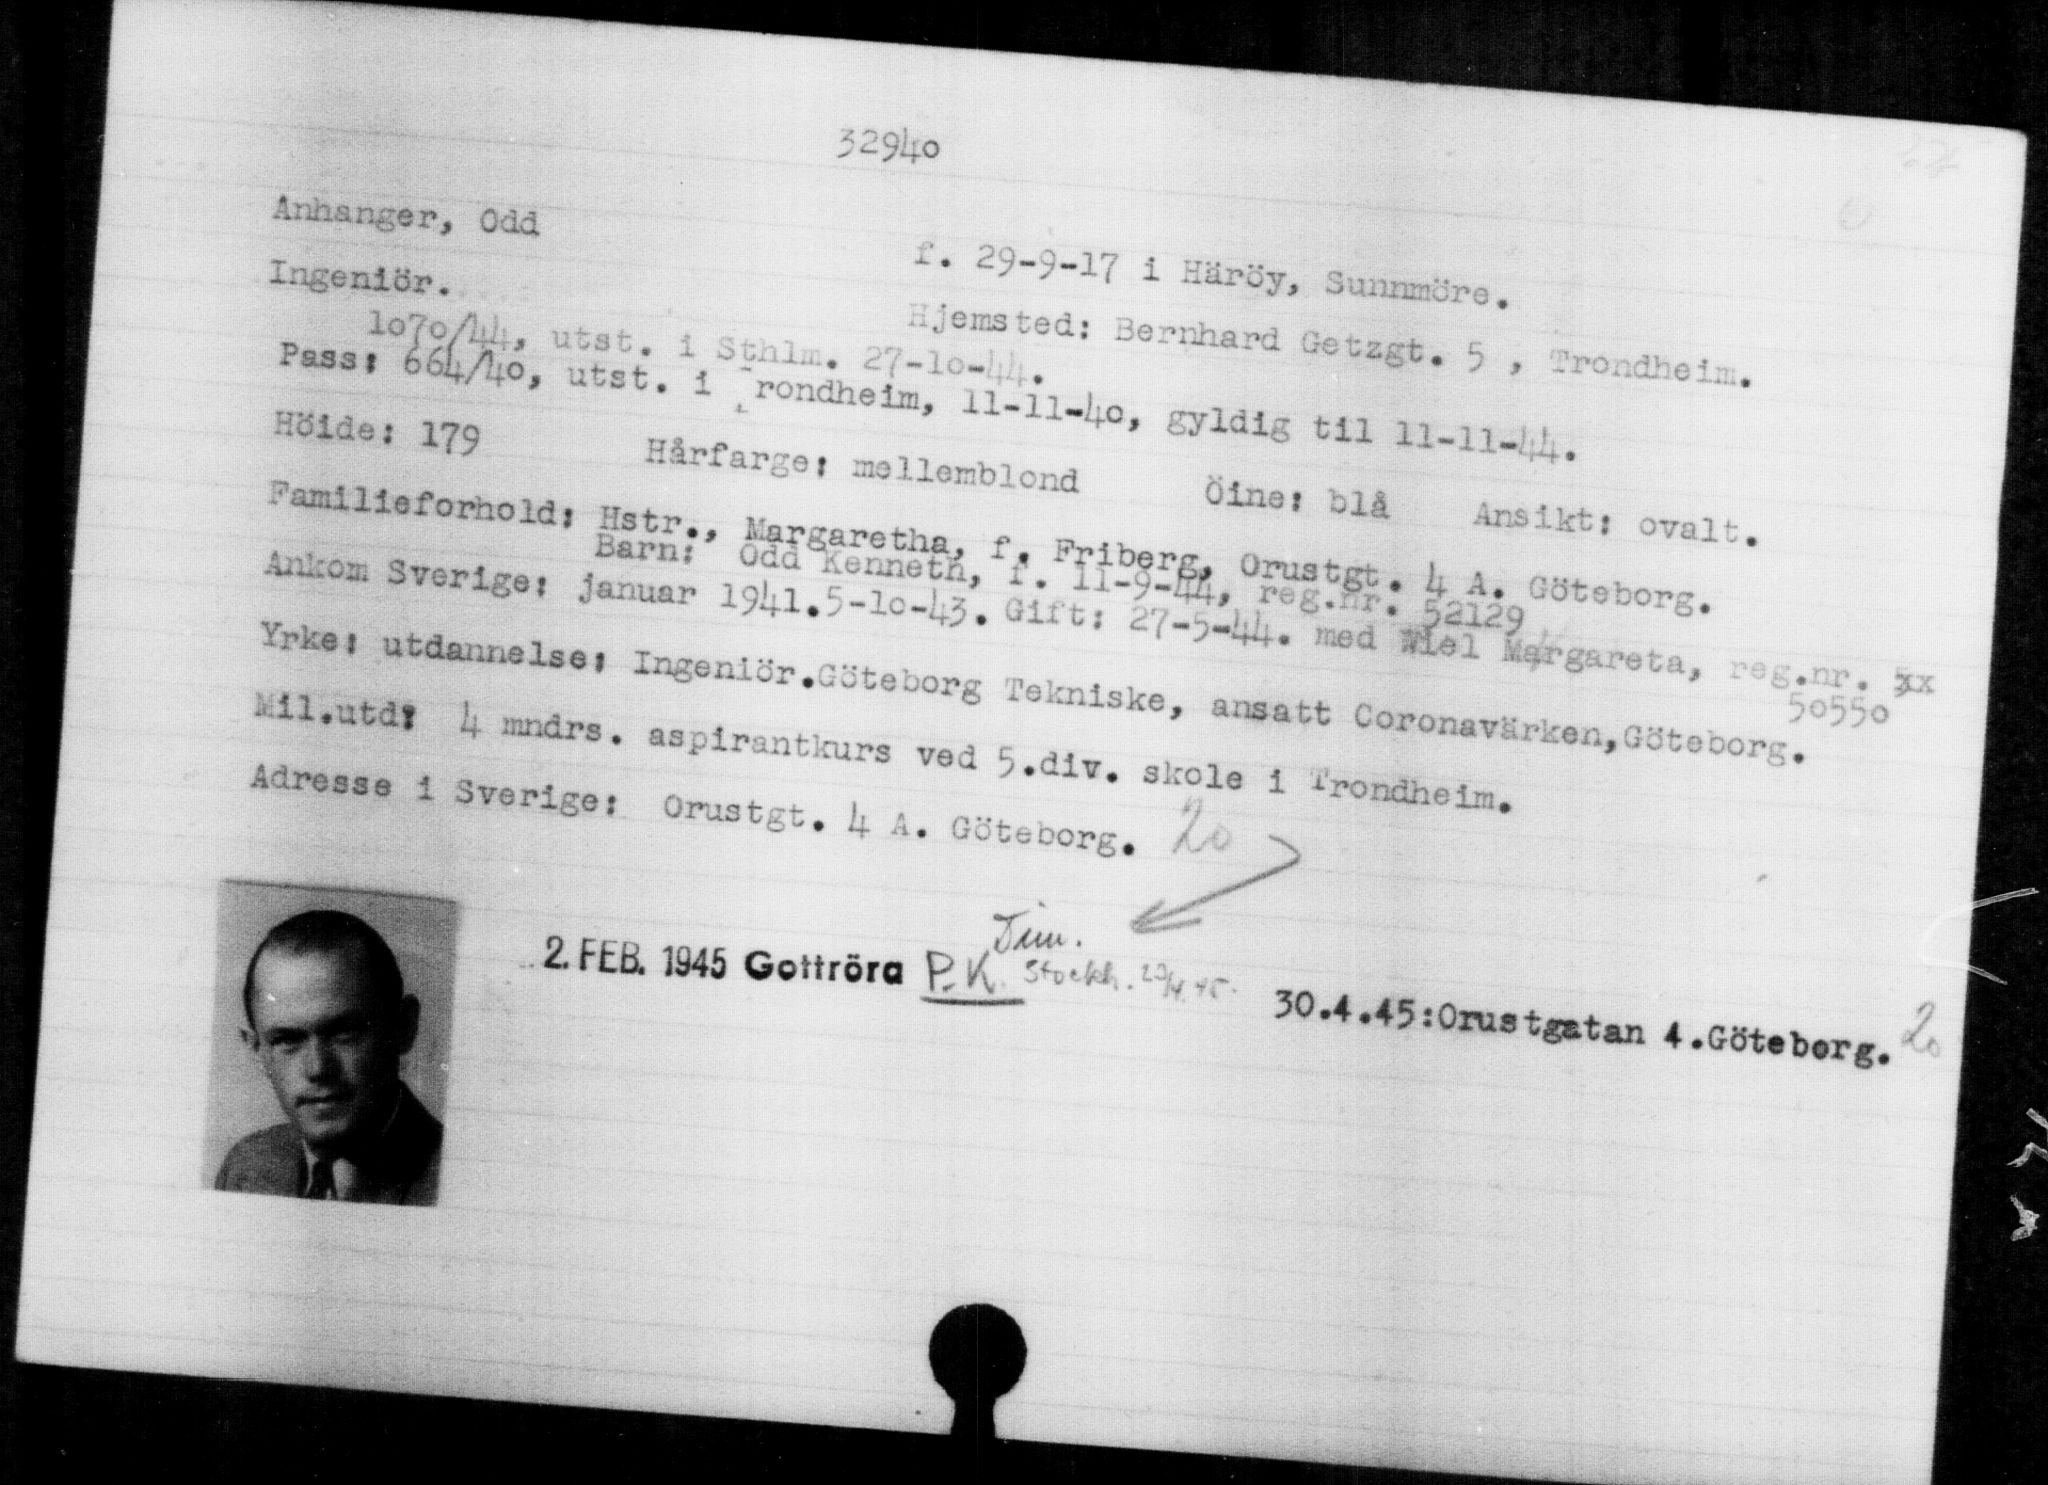 32940
Anhanger, Odd
f. 29-9-17 i Häröy, Sunnmöre.
Ingeniör.
Hjemsted: Bernhard Getzgt. 5 , Trondheim.
1070/44, utst. i Sthlm. 27-10-44.
Pass: 664/40, utst. i Trondheim, 11-11-40, gyldig til 11-11-44.
Höide: 179 Hårfarge: mellemblond Öine: blå Ansikt: ovalt.
Familieforhold: Hstr., Margaretha, f. Friberg, Orustgt. 4 A. Göteborg.
Barn: Odd Kenneth, f. 11-9-44, reg.nr. 52129
Ankom Sverige: januar 1941.5-10-43. Gift: 27-5-44. med Wiel Margareta, reg.nr. xx
50550
Yrke: utdannelse: Ingeniör.Göteborg Tekniske, ansatt Coronavärken,Göteborg.
Mil.utd: 4 mndrs. aspirantkurs ved 5.div. skole i Trondheim.
Adresse i Sverige: Orustgt. 4 A. Göteborg. 20
2. FEB. 1945 Gottröra P.K. Dim.
Stockh.
30.4.45:Orustgatan 4.Göteborg. 20